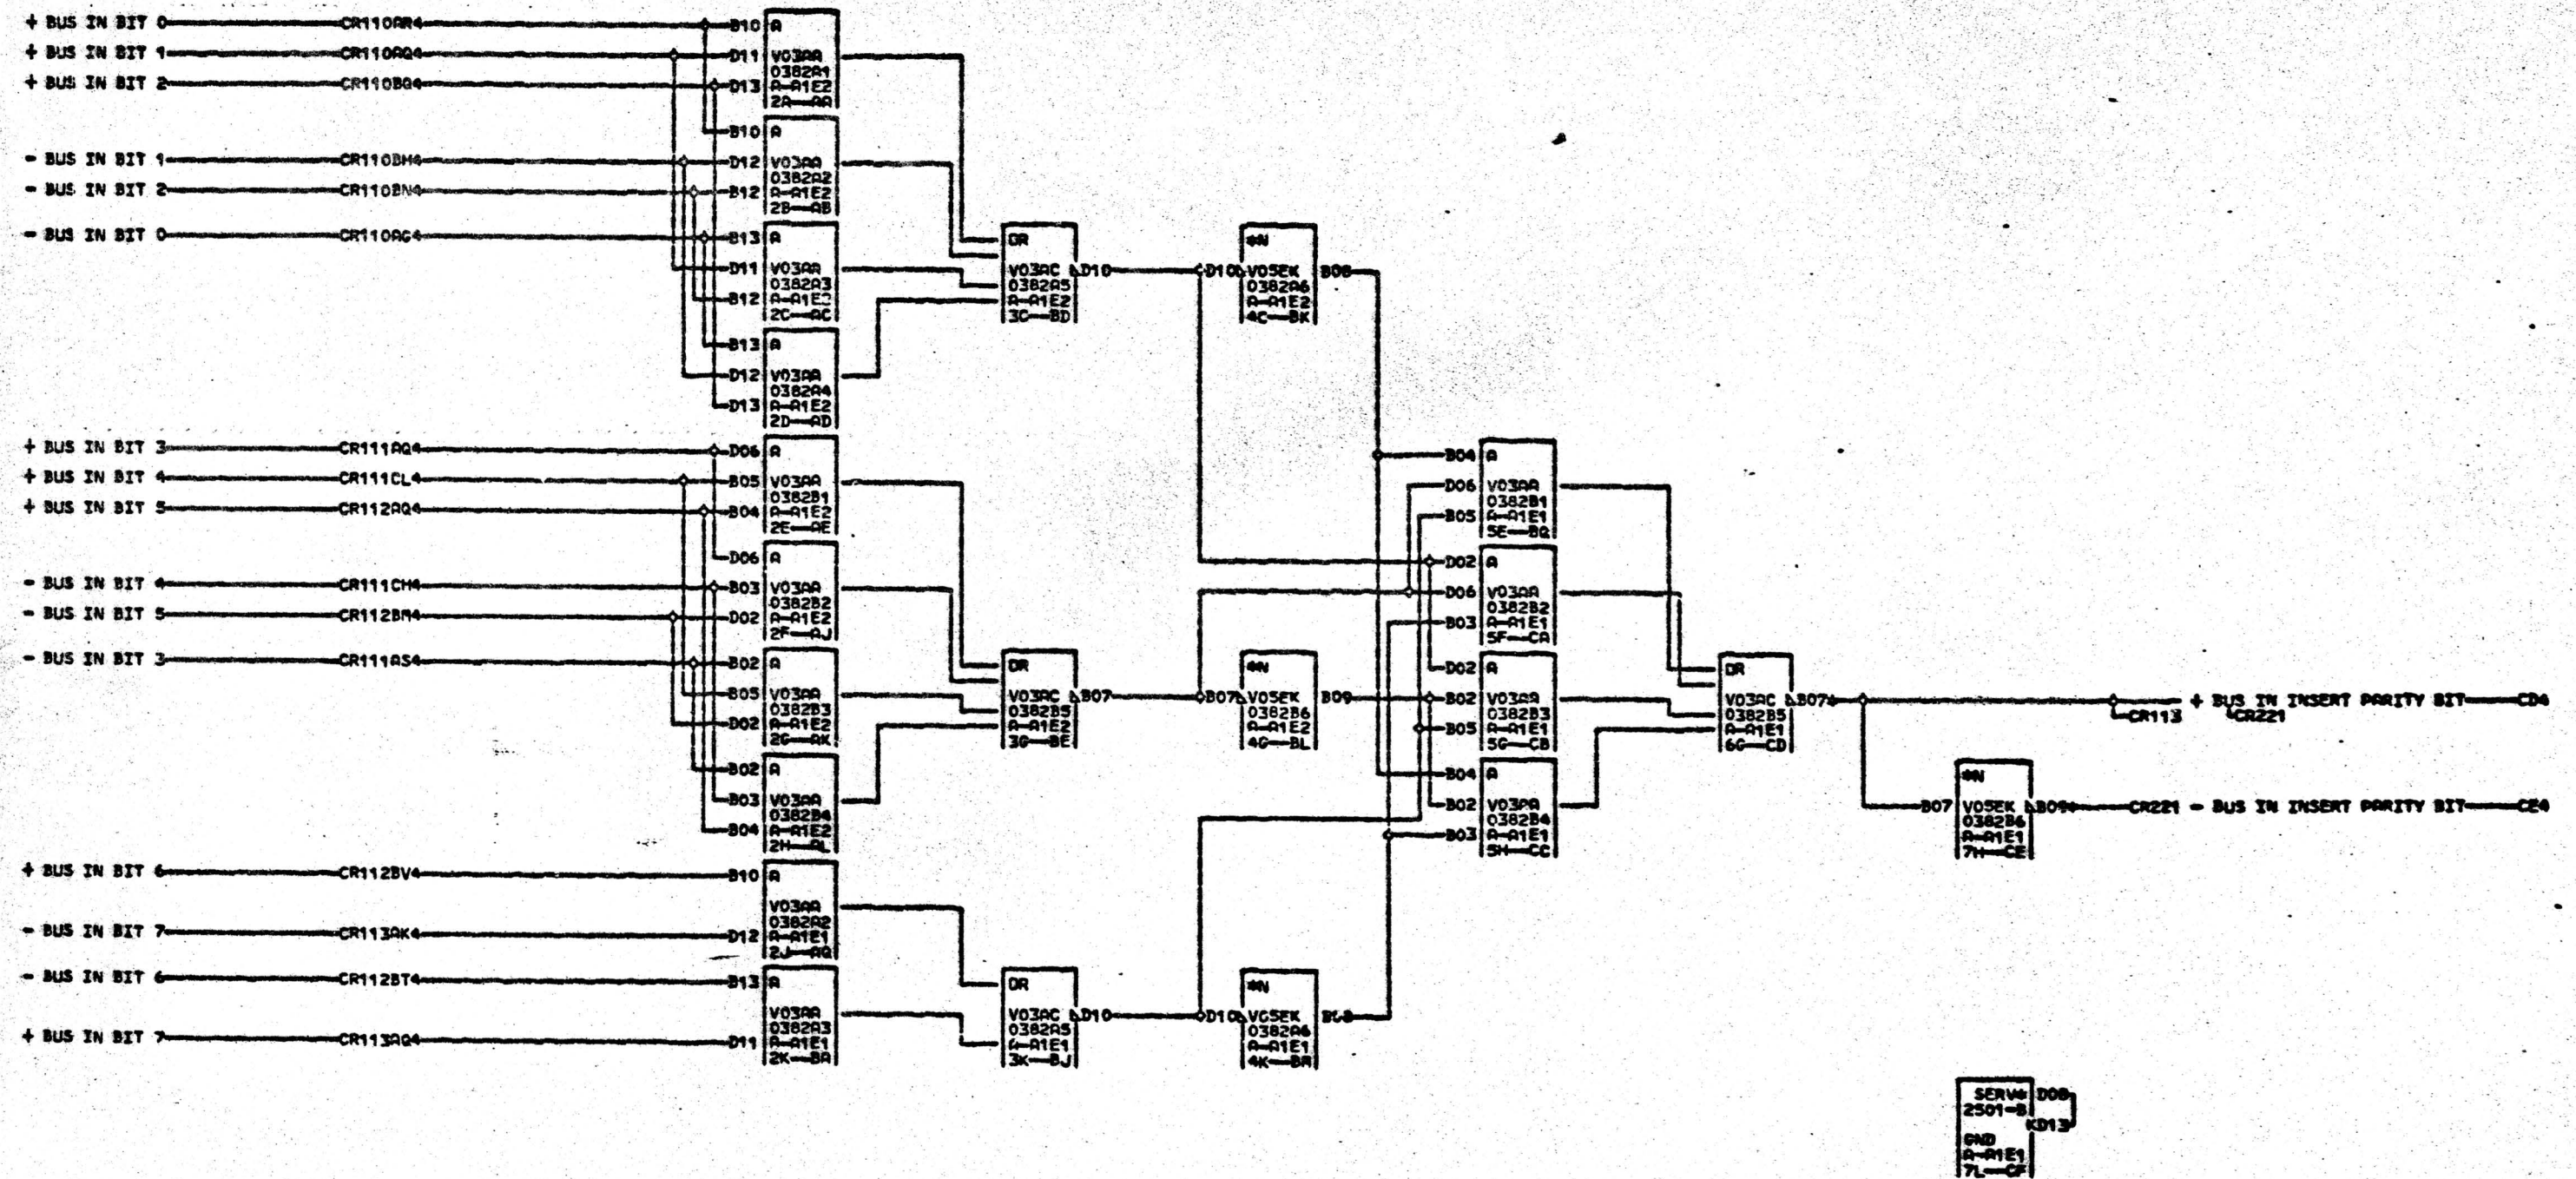 + BUS IN BIT 0 CR110AR4 B10 A
+ BUS IN BIT 1 CR110AQ4 D11 V03AA
0382A1
+ BUS IN BIT 2 CR110BQ4 D13 A-A1E2
2A AA
B10 A
- BUS IN BIT 1 CR110BM4 D12 V03AA
0382A2
- BUS IN BIT 2 CR110BN4 B12 A-A1E2
2B AB
- BUS IN BIT 0 CR110AG4 B13 A
D11 V03AA
0382A3
B12 A-A1E2
2C AC
B13 A
D12 V03AA
0382A4
D13 A-A1E2
2D AD
OR
V03AC D10
0382A5
A-A1E2
3C BD
*N
D10 V05EK B08
0382A6
A-A1E2
4C BK
+ BUS IN BIT 3 CR111AQ4 D06 A
+ BUS IN BIT 4 CR111CL4 B05 V03AA
0382B1
+ BUS IN BIT 5 CR112AQ4 B04 A-A1E2
2E AE
D06 A
- BUS IN BIT 4 CR111CM4 B03 V03AA
0382B2
- BUS IN BIT 5 CR112BM4 D02 A-A1E2
2F AJ
- BUS IN BIT 3 CR111AS4 B02 A
B05 V03AA
0382B3
D02 A-A1E2
2G AK
B02 A
B03 V03AA
0382B4
B04 A-A1E2
2H AL
OR
V03AC B07
0382B5
A-A1E2
3G BE
*N
B07 V05EK B09
0382B6
A-A1E2
4G BL
B04 A
D06 V03AA
0382B1
B05 A-A1E1
5E BQ
D02 A
D06 V03AA
0382B2
B03 A-A1E1
5F CA
D02 A
B02 V03AA
0382B3
B05 A-A1E1
5G CB
B04 A
B02 V03AA
0382B4
B03 A-A1E1
5H CC
OR
V03AC B07
0382B5
A-A1E1
6G CD
+ BUS IN INSERT PARITY BIT CD4
CR113 CR221
*N
B07 V05EK B09 CR221 - BUS IN INSERT PARITY BIT CE4
0382B6
A-A1E1
7H CE
+ BUS IN BIT 6 CR112BV4 B10 A
V03AA
0382A2
- BUS IN BIT 7 CR113AK4 D12 A-A1E1
2J AQ
- BUS IN BIT 6 CR112BT4 B13 A
V03AA
0382A3
+ BUS IN BIT 7 CR113AQ4 D11 A-A1E1
2K BA
OR
V03AC D10
0382A5
A-A1E1
3K BJ
*N
D10 V05EK B08
0382A6
A-A1E1
4K
SERV* D08
2501-B
KD13
GND
A-A1E1
7L CF